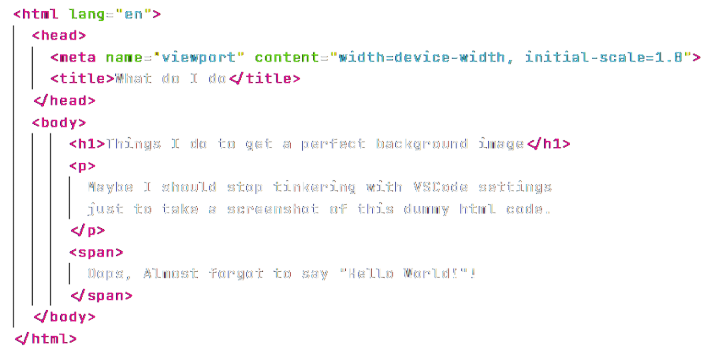 <html lang="en">
<head>
<meta name="viewport" content="width=device-width, initial-scale=1.0">
<title>What do I do</title>
</head>
<body>
<h1>Things I do to get a perfect background image</h1>
<p>
Maybe I should stop tinkering with VSCode settings
just to take a screenshot of this dummy html code.
</p>
<span>
Oops, Almost forgot to say "Hello World!"!
</span>
</body>
</html>